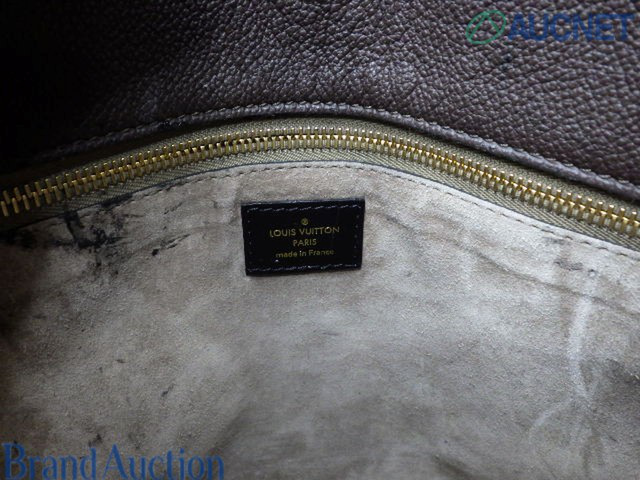 AUCNET
®
LOUIS VUITTON
PARIS
made in France
Brand Auction